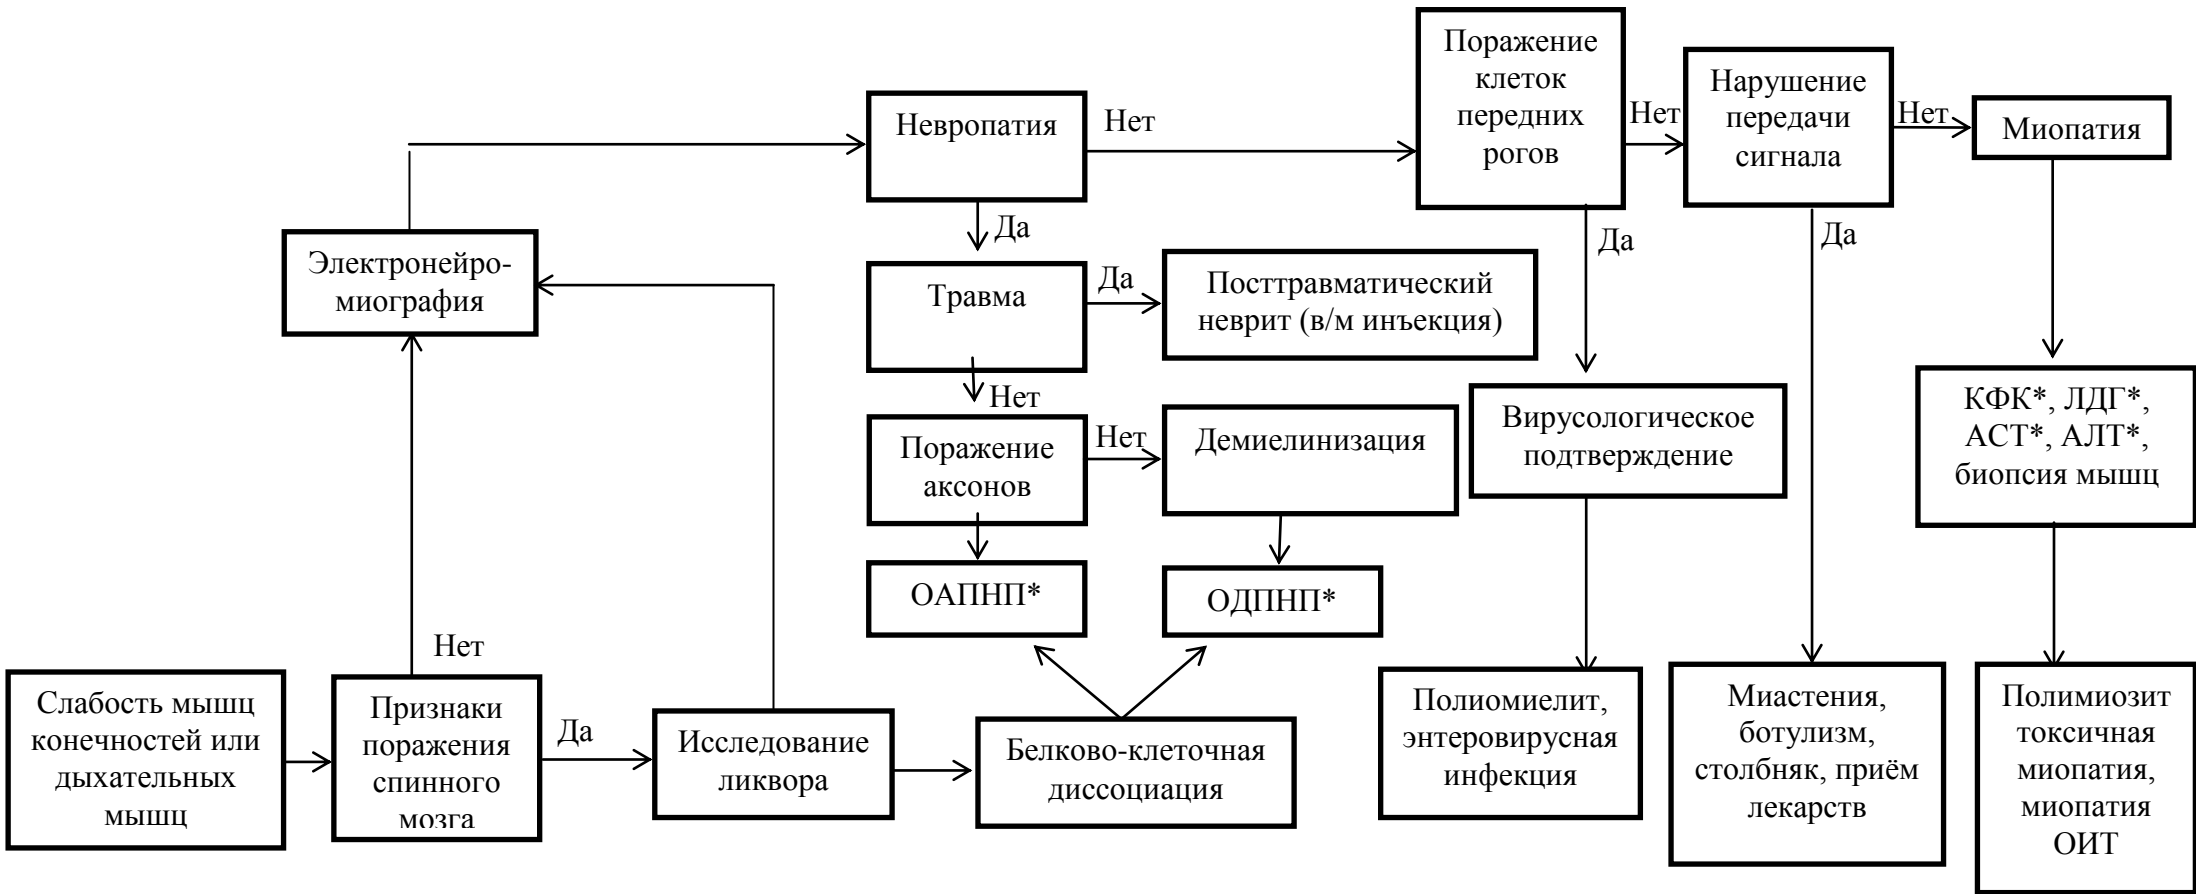 Поражение
клеток
передних
рогов
Нарушение
передачи
сигнала
Невропатия
Нет
Нет
Нет
Миопатия
Да
Да
Да
Электронейро-
миография
Травма
Да
Посттравматический
неврит (в/м инъекция)
Нет
Поражение
аксонов
Нет
Демиелинизация
Вирусологическое
подтверждение
КФК*, ЛДГ*,
АСТ*, АЛТ*,
биопсия мышц
ОАПНП*
ОДПНП*
Нет
Слабость мышц
конечностей или
дыхательных
мышц
Признаки
поражения
спинного
мозга
Да
Исследование
ликвора
Белково-клеточная
диссоциация
Полиомиелит,
энтеровирусная
инфекция
Миастения,
ботулизм,
столбняк, приём
лекарств
Полимиозит
токсичная
миопатия,
миопатия
ОИТ